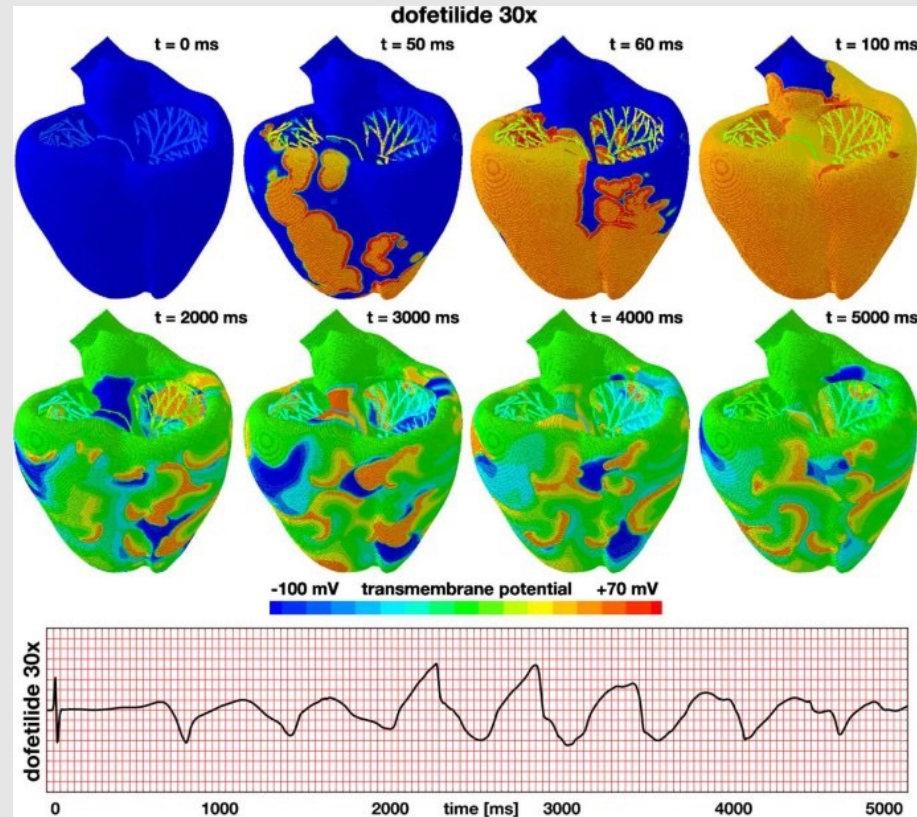 dofetilide 30x
t = 0 ms
t = 50 ms
t = 60 ms
t = 100 ms
t = 2000 ms
t = 3000 ms
t = 4000 ms
t = 5000 ms
-100 mV transmembrane potential +70 mV
dofetilide 30x
0 1000 2000 time [ms] 3000 4000 5000